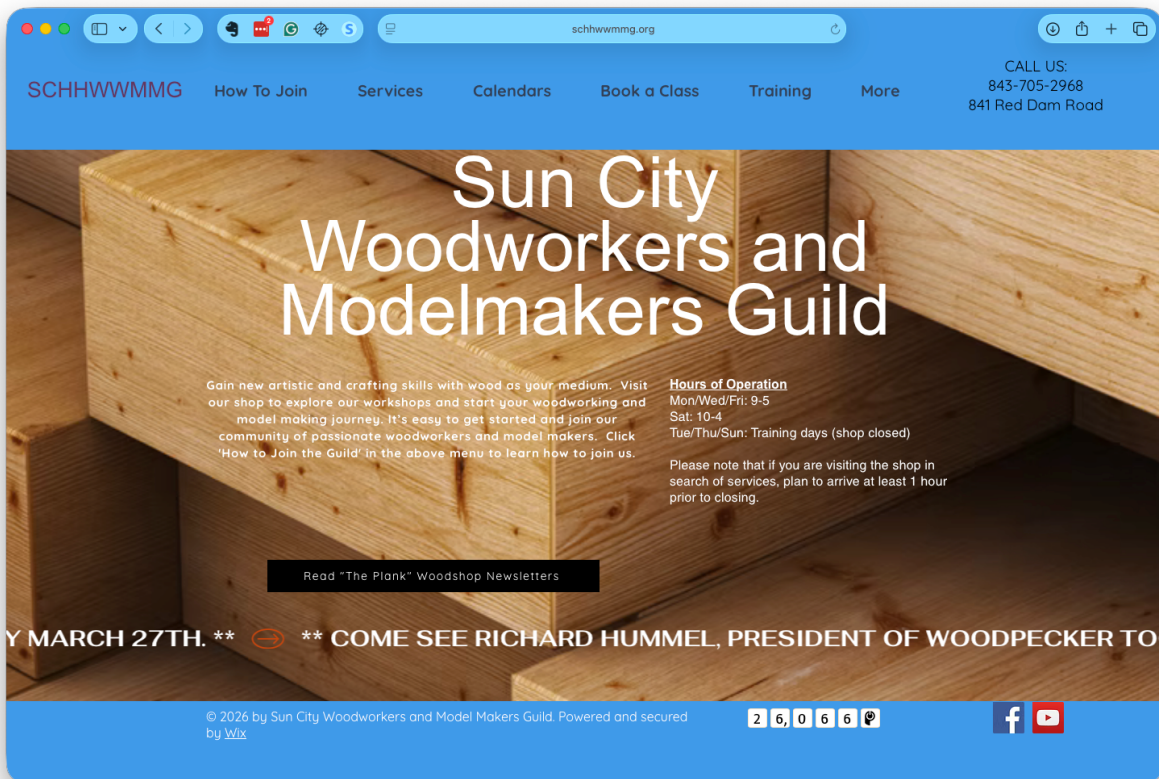 2
schhwwmmg.org
SCHHWWMMG
How To Join
Services
Calendars
Book a Class
Training
More
CALL US:
843-705-2968
841 Red Dam Road
Sun City
Woodworkers and
Modelmakers Guild
Gain new artistic and crafting skills with wood as your medium. Visit
our shop to explore our workshops and start your woodworking and
model making journey. It's easy to get started and join our
community of passionate woodworkers and model makers. Click
'How to Join the Guild' in the above menu to learn how to join us.
Hours of Operation
Mon/Wed/Fri: 9-5
Sat: 10-4
Tue/Thu/Sun: Training days (shop closed)
Please note that if you are visiting the shop in
search of services, plan to arrive at least 1 hour
prior to closing.
Read "The Plank" Woodshop Newsletters
Y MARCH 27TH. ** ** COME SEE RICHARD HUMMEL, PRESIDENT OF WOODPECKER TO
© 2026 by Sun City Woodworkers and Model Makers Guild. Powered and secured
by Wix
26,066